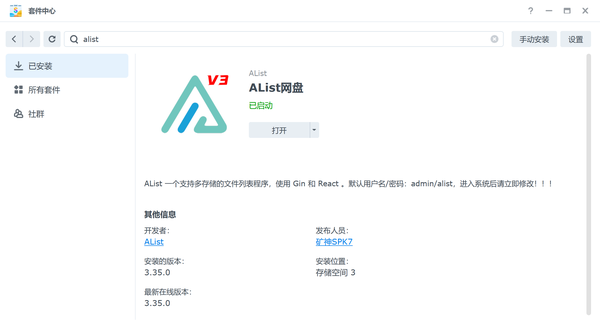 套件中心
alist
手动安装
设置
已安装
所有套件
社群
V3
AList
AList网盘
已启动
打开
AList 一个支持多存储的文件列表程序，使用 Gin 和 React 。默认用户名/密码：admin/alist，进入系统后请立即修改！！！
其他信息
开发者：
AList
发布人员：
矿神SPK7
安装的版本：
3.35.0
安装位置：
存储空间 3
最新在线版本：
3.35.0